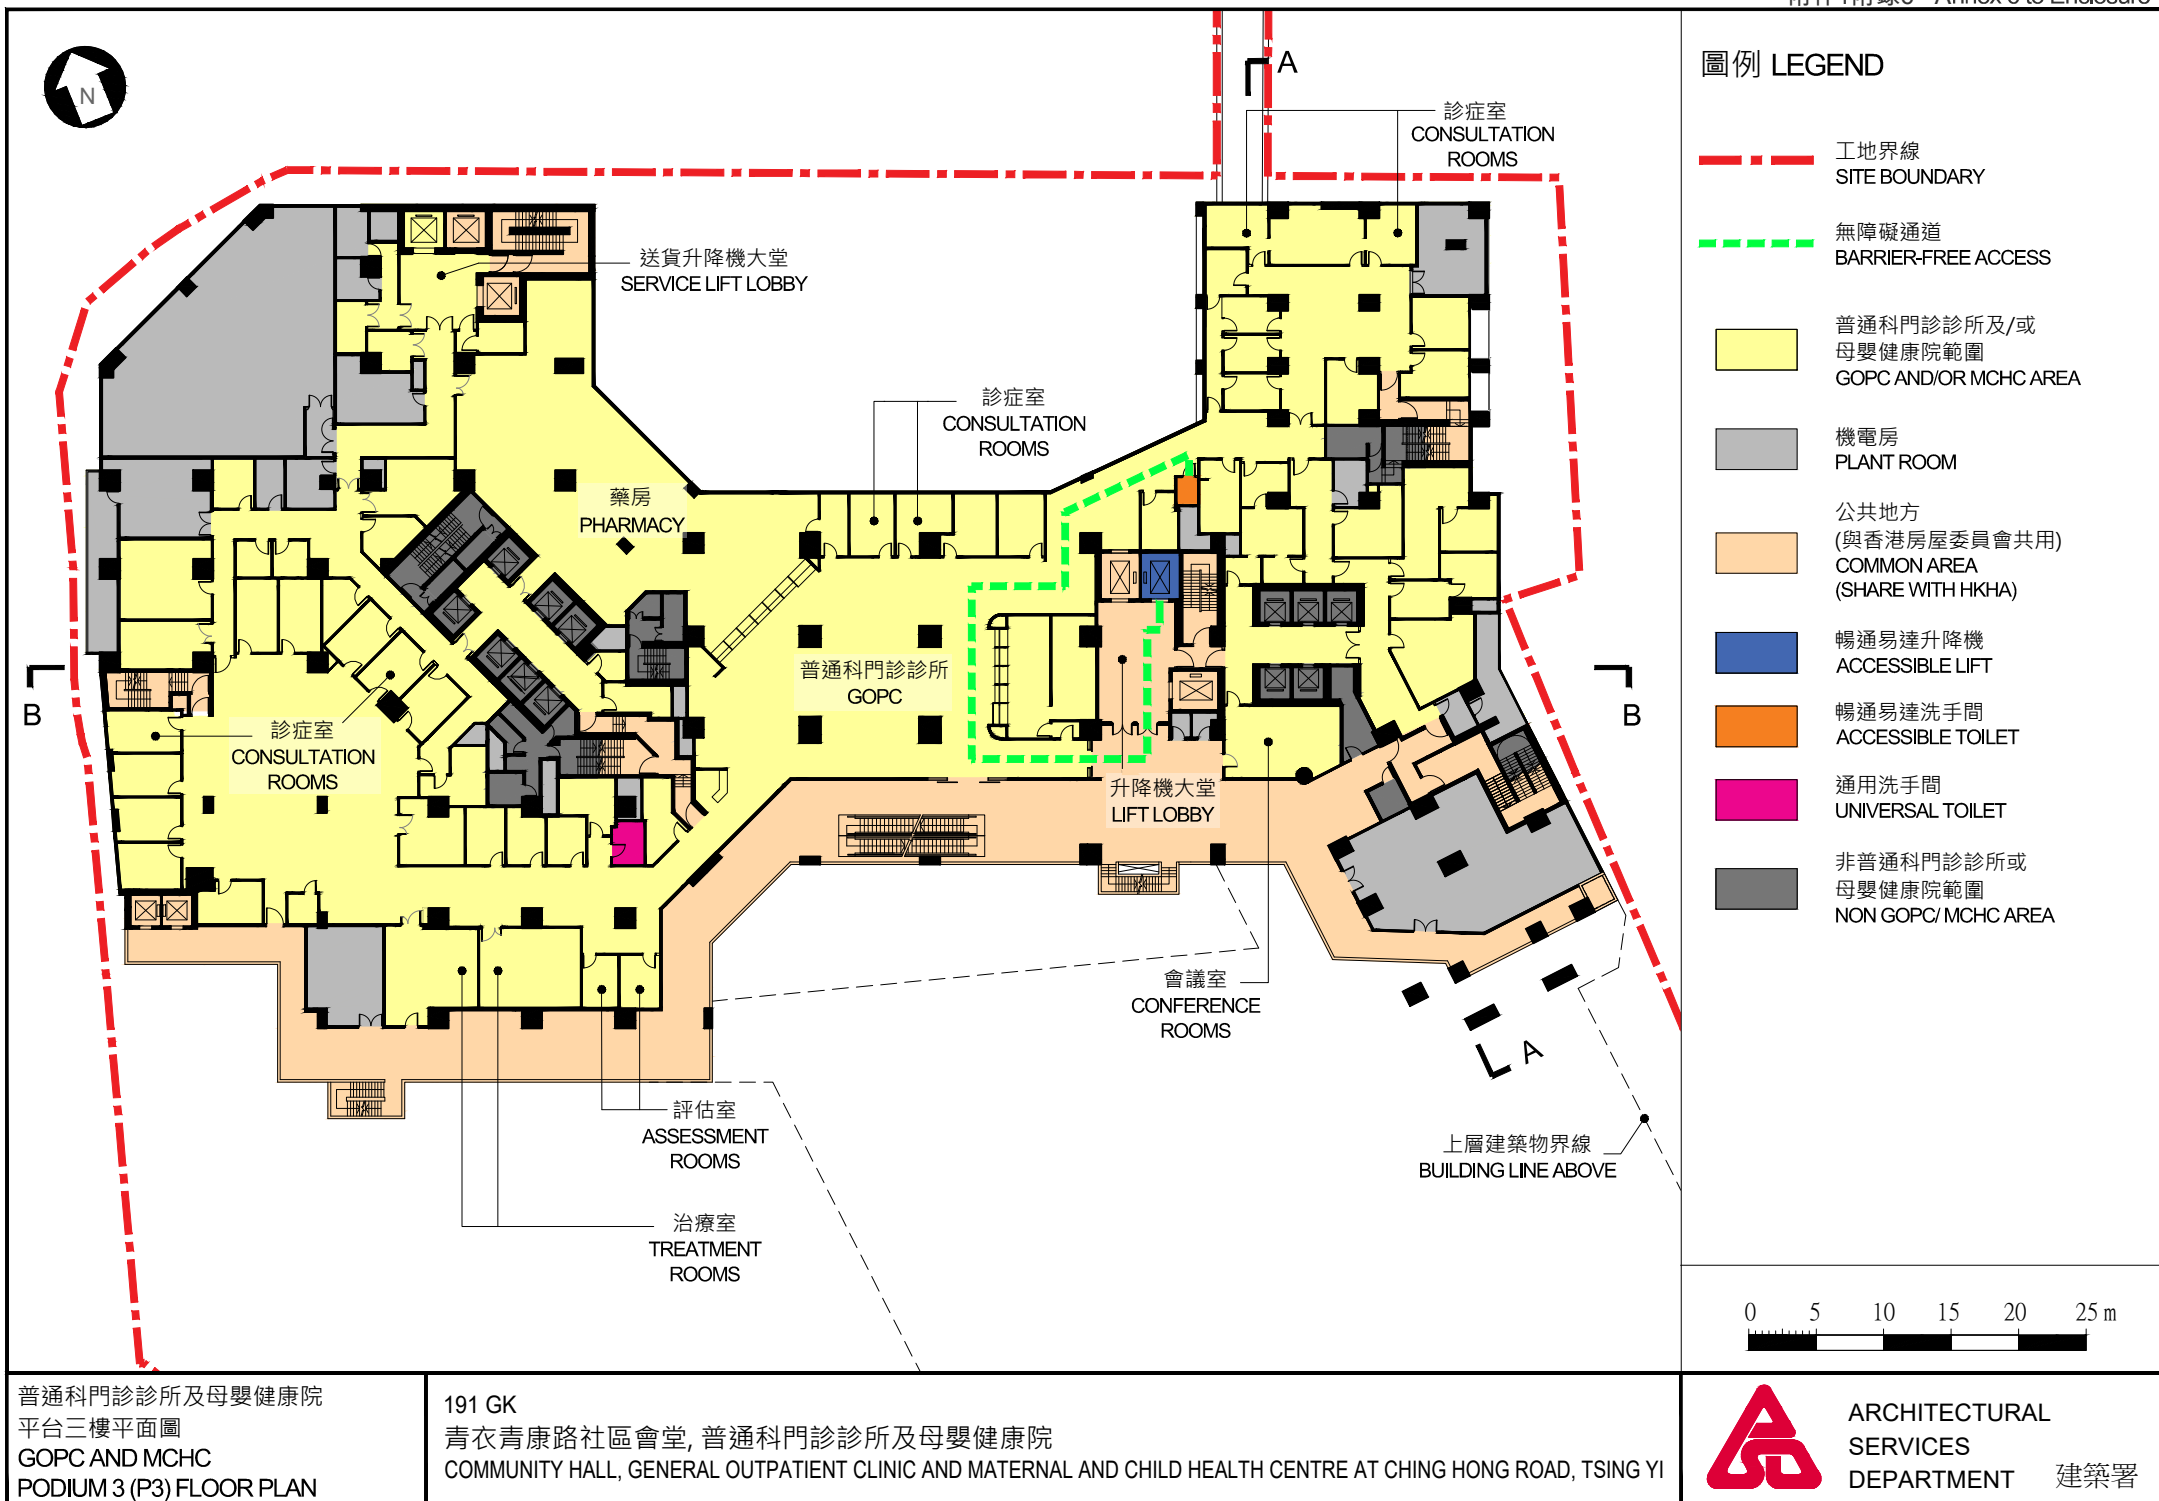 N
A
診症室
CONSULTATION
ROOMS
送貨升降機大堂
SERVICE LIFT LOBBY
診症室
CONSULTATION
ROOMS
藥房
PHARMACY
普通科門診診所
GOPC
B
B
診症室
CONSULTATION
ROOMS
升降機大堂
LIFT LOBBY
會議室
CONFERENCE
ROOMS
A
評估室
ASSESSMENT
ROOMS
上層建築物界線
BUILDING LINE ABOVE
治療室
TREATMENT
ROOMS
圖例 LEGEND
工地界線
SITE BOUNDARY
無障礙通道
BARRIER-FREE ACCESS
普通科門診診所及/或
母嬰健康院範圍
GOPC AND/OR MCHC AREA
機電房
PLANT ROOM
公共地方
(與香港房屋委員會共用)
COMMON AREA
(SHARE WITH HKHA)
暢通易達升降機
ACCESSIBLE LIFT
暢通易達洗手間
ACCESSIBLE TOILET
通用洗手間
UNIVERSAL TOILET
非普通科門診診所或
母嬰健康院範圍
NON GOPC/ MCHC AREA
0 5 10 15 20 25 m
普通科門診診所及母嬰健康院
平台三樓平面圖
GOPC AND MCHC
PODIUM 3 (P3) FLOOR PLAN
191 GK
青衣青康路社區會堂, 普通科門診診所及母嬰健康院
COMMUNITY HALL, GENERAL OUTPATIENT CLINIC AND MATERNAL AND CHILD HEALTH CENTRE AT CHING HONG ROAD, TSING YI
ARCHITECTURAL
SERVICES
DEPARTMENT 建築署